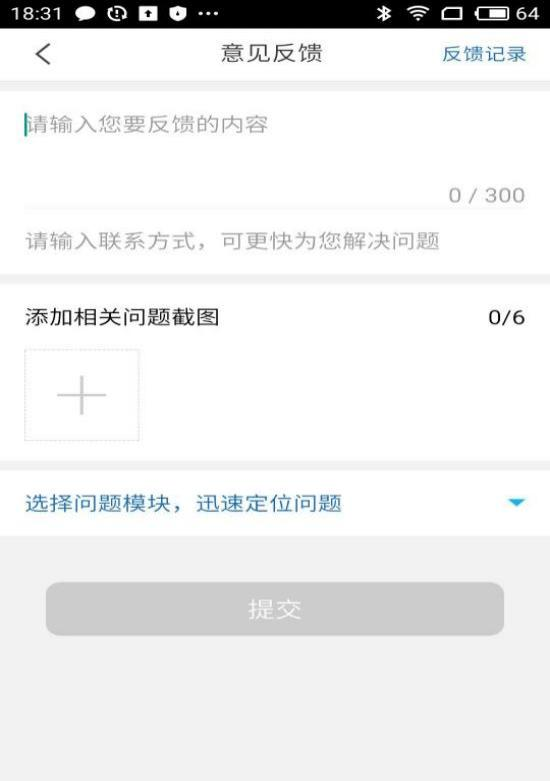 18:31
64
意见反馈
反馈记录
请输入您要反馈的内容
0 / 300
请输入联系方式，可更快为您解决问题
添加相关问题截图
0/6
选择问题模块，迅速定位问题
提交